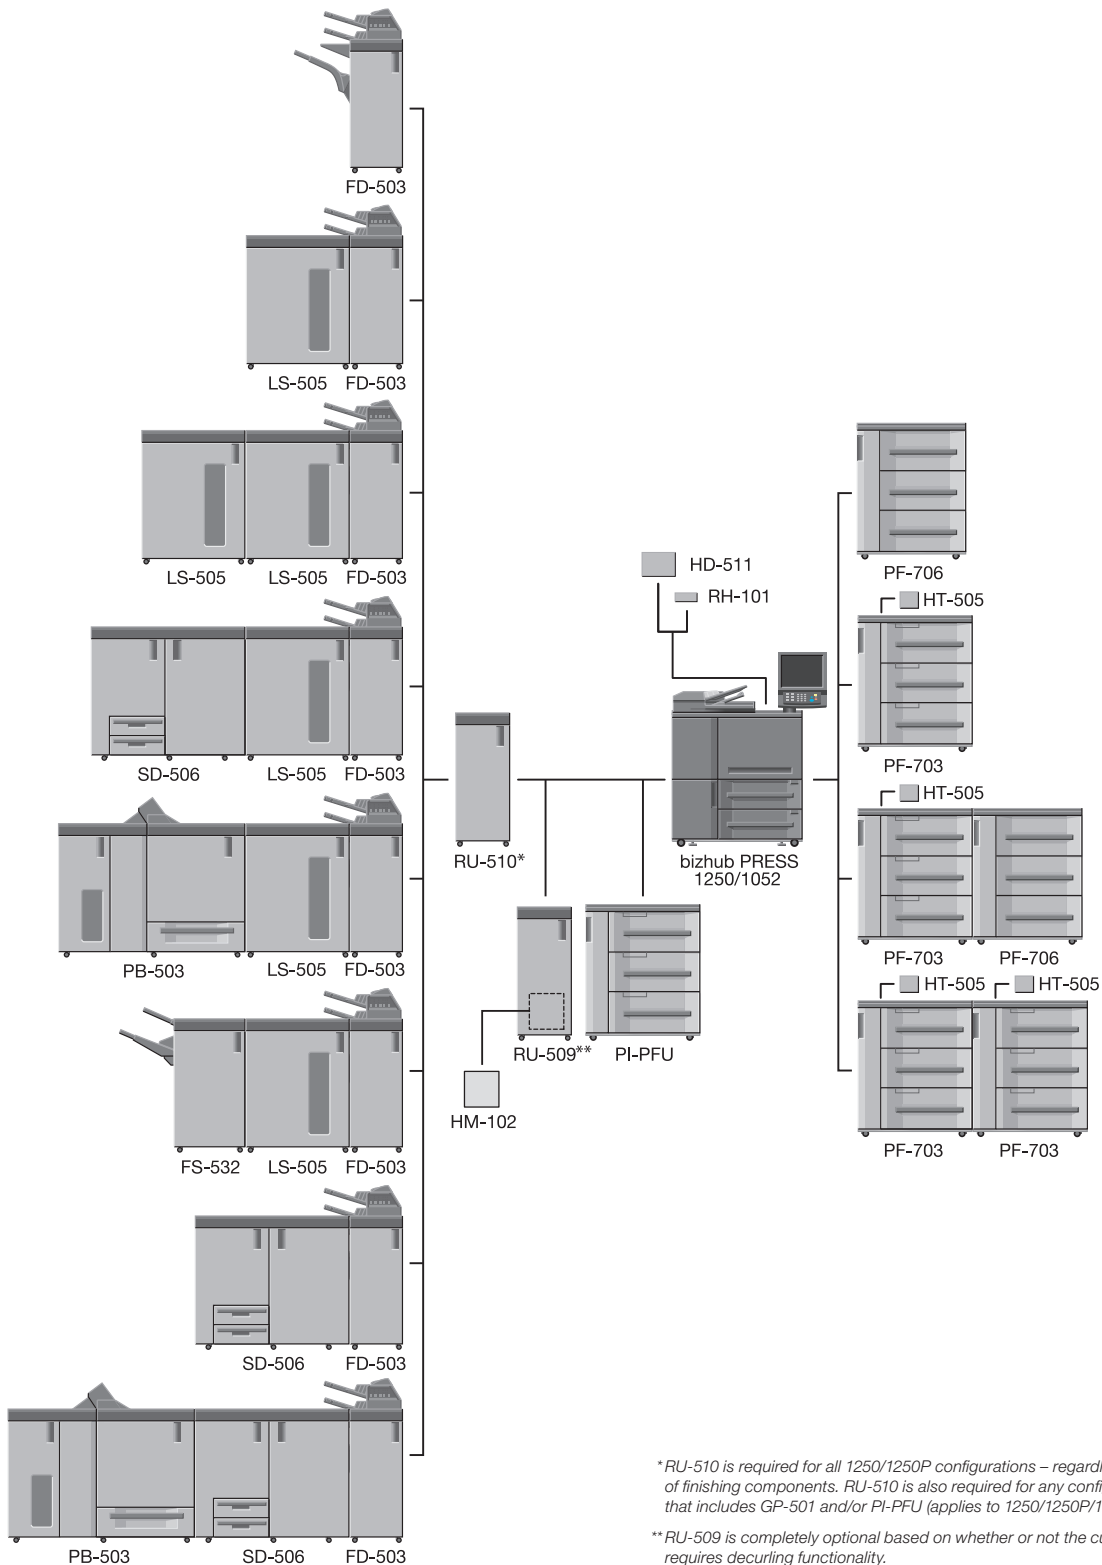 FD-503
LS-505 FD-503
LS-505 LS-505 FD-503
SD-506 LS-505 FD-503
PB-503 LS-505 FD-503
FS-532 LS-505 FD-503
SD-506 FD-503
PB-503 SD-506 FD-503
RU-510*
RU-509**
HM-102
PI-PFU
HD-511
RH-101
bizhub PRESS
1250/1052
PF-706
HT-505
PF-703
HT-505
PF-703 PF-706
HT-505 HT-505
PF-703 PF-703
*RU-510 is required for all 1250/1250P configurations – 
of finishing components. RU-510 is also required for any
that includes GP-501 and/or PI-PFU (applies to 1250/1250P/
**RU-509 is completely optional based on whether or not the
requires decurling functionality.